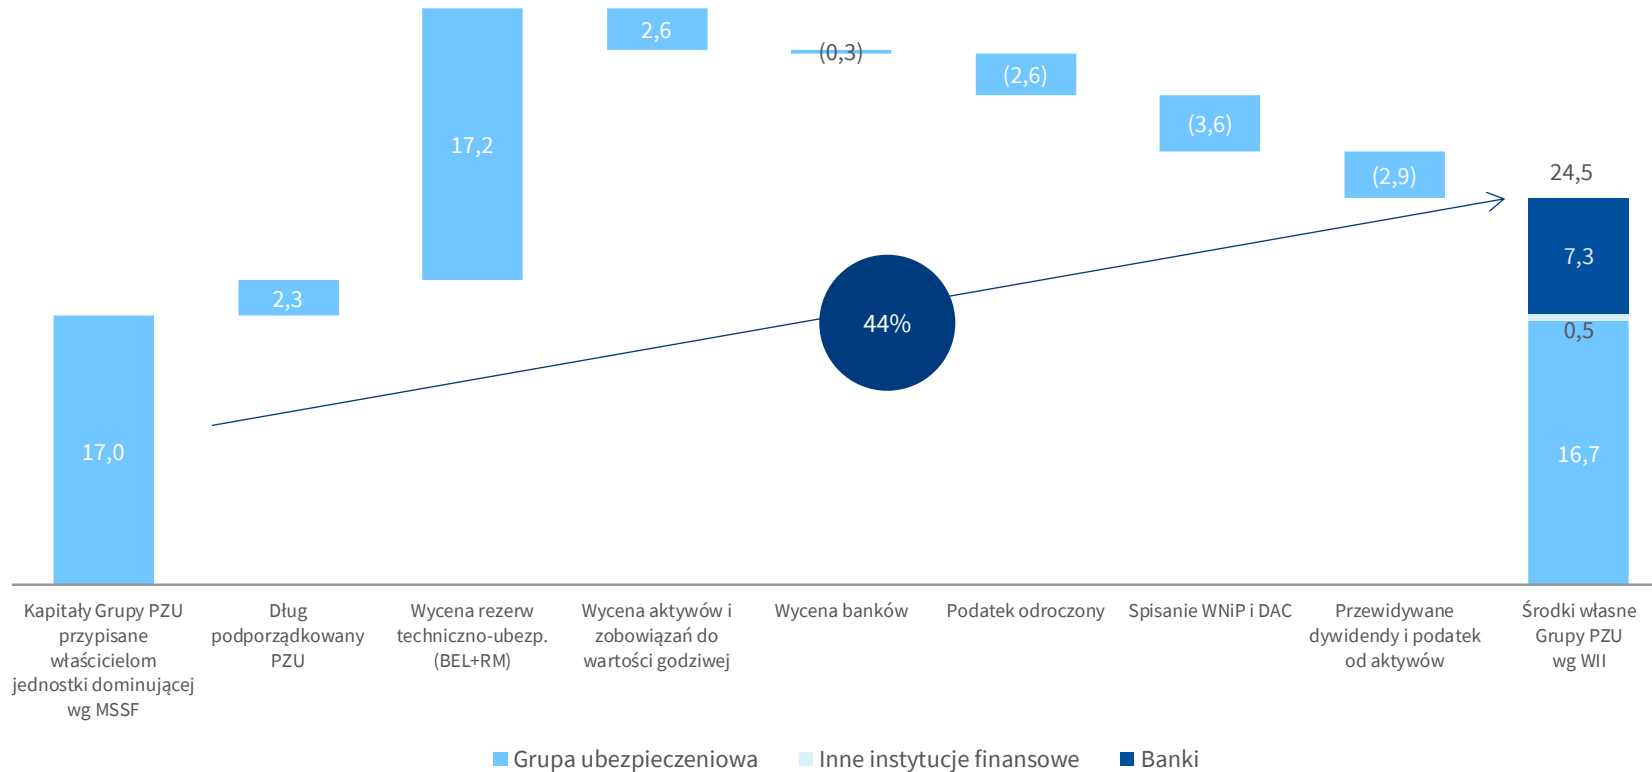 2,6
(0,3)
(2,6)
17,2
(3,6)
(2,9)
24,5
7,3
2,3
44%
0,5
17,0
16,7
Kapitały Grupy PZU
przypisane
właścicielom
jednostki dominującej
wg MSSF
Dług
podporządkowany
PZU
Wycena rezerw
techniczno-ubezp.
(BEL+RM)
Wycena aktywów i
zobowiązań do
wartości godziwej
Wycena banków
Podatek odroczony
Spisanie WNiP i DAC
Przewidywane
dywidendy i podatek
od aktywów
Środki własne
Grupy PZU
wg WII
Grupa ubezpieczeniowa
Inne instytucje finansowe
Banki